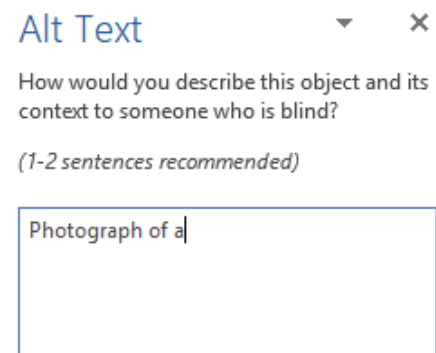 Alt Text
How would you describe this object and its
context to someone who is blind?
(1-2 sentences recommended)
Photograph of a